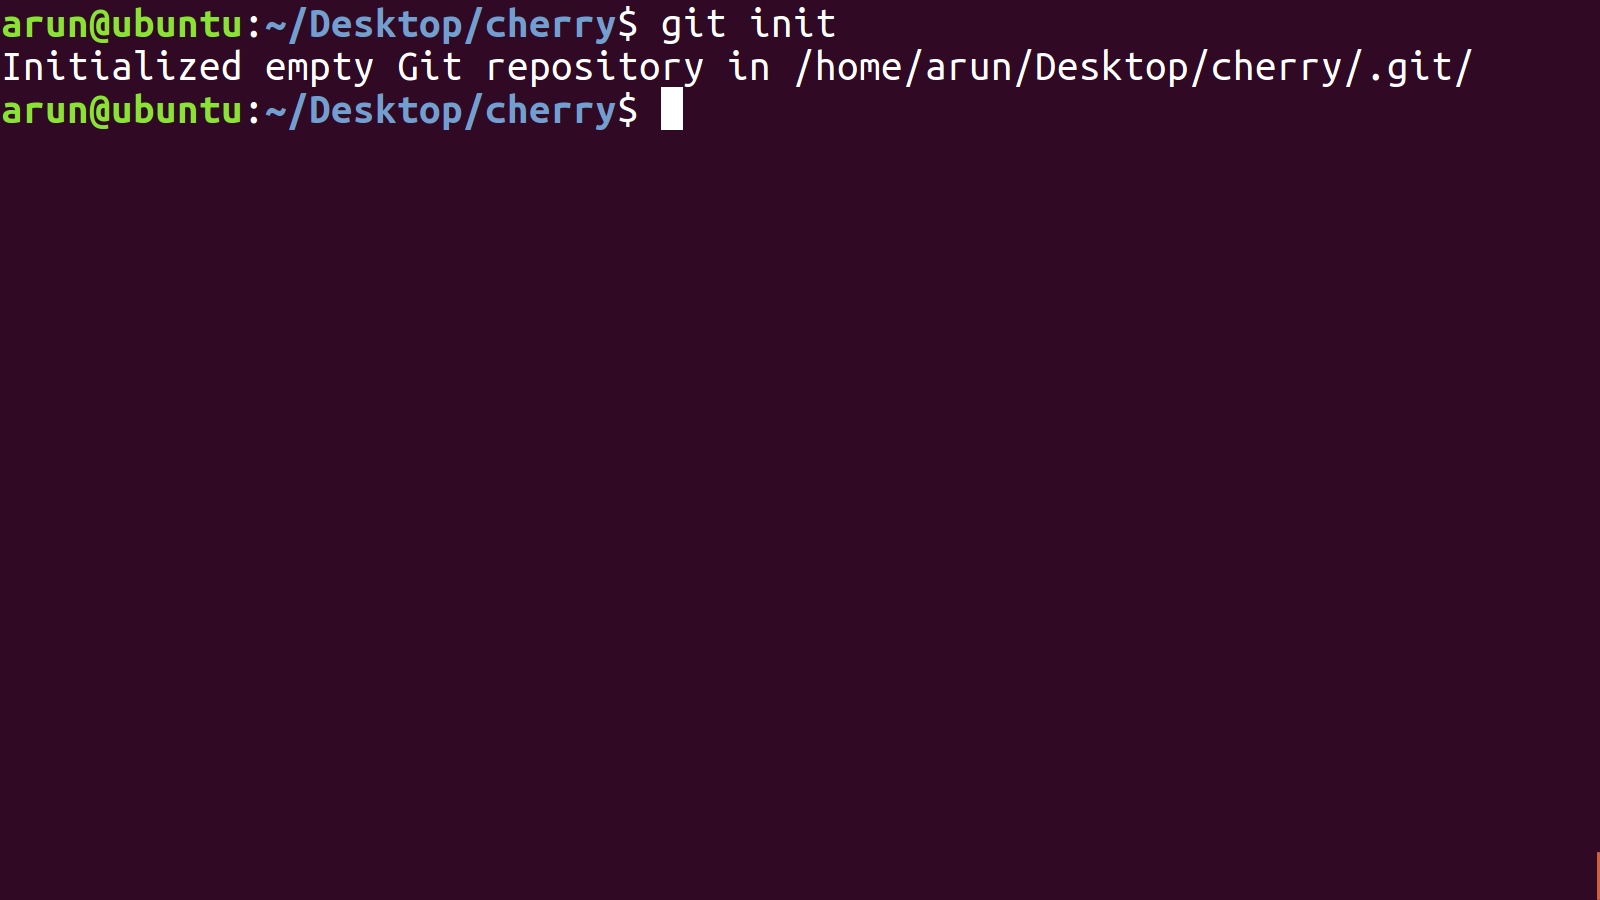 arun@ubuntu:~/Desktop/cherry$ git init
Initialized empty Git repository in /home/arun/Desktop/cherry/.git/
arun@ubuntu:~/Desktop/cherry$